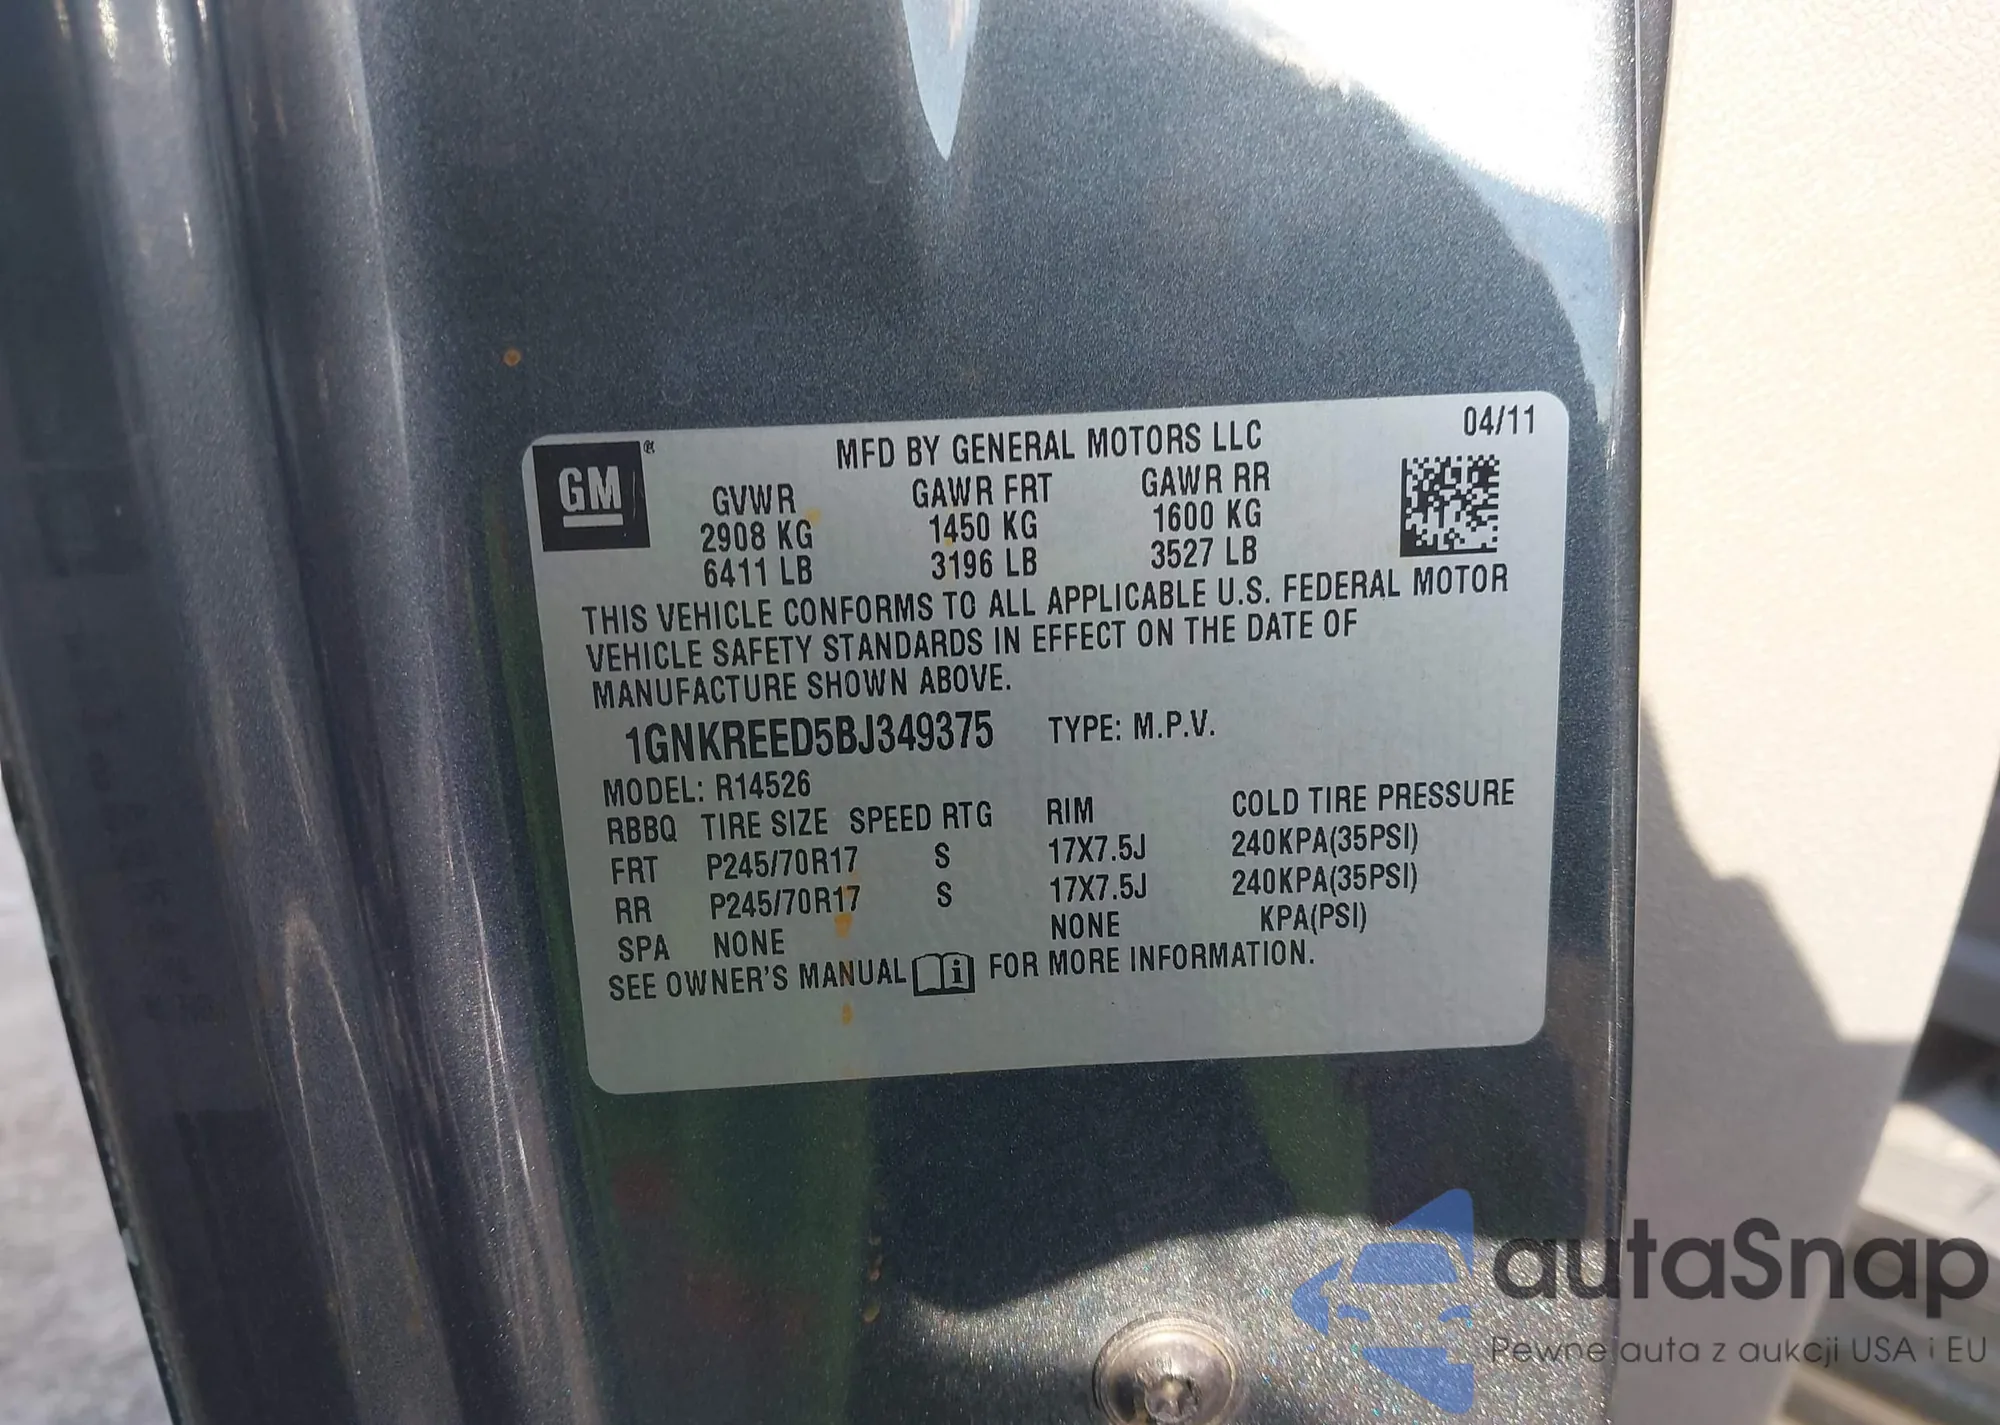 04/11
GM®
MFD BY GENERAL MOTORS LLC
GVWR GAWR FRT GAWR RR
2908 KG 1450 KG 1600 KG
6411 LB 3196 LB 3527 LB
THIS VEHICLE CONFORMS TO ALL APPLICABLE U.S. FEDERAL MOTOR
VEHICLE SAFETY STANDARDS IN EFFECT ON THE DATE OF
MANUFACTURE SHOWN ABOVE.
1GNKREED5BJ349375 TYPE: M.P.V.
MODEL: R14526
RBBQ TIRE SIZE SPEED RTG RIM COLD TIRE PRESSURE
FRT P245/70R17 S 17X7.5J 240KPA(35PSI)
RR P245/70R17 S 17X7.5J 240KPA(35PSI)
SPA NONE NONE KPA(PSI)
SEE OWNER'S MANUAL i FOR MORE INFORMATION.
autaSnap
Pewne auta z aukcji USA i EU